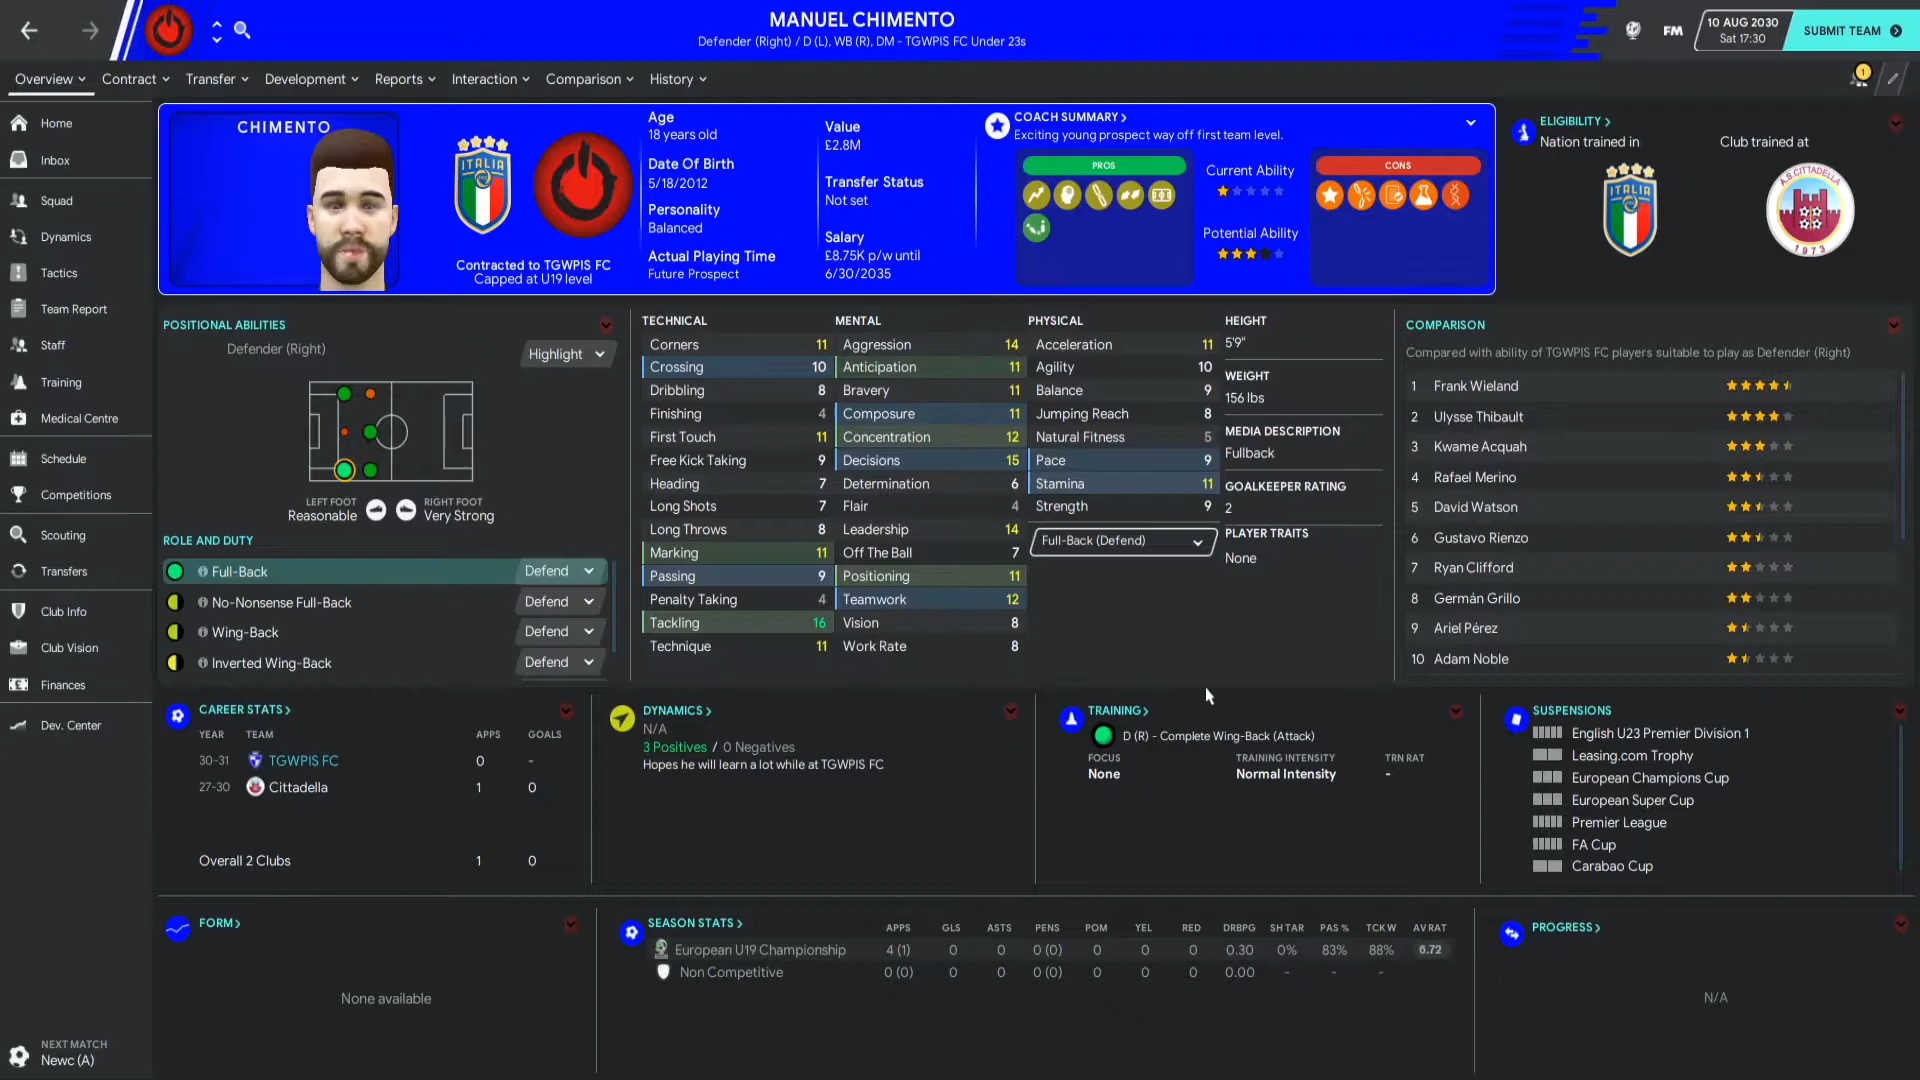 MANUEL CHIMENTO
Defender (Right) / D (L), WB (R), DM - TGWPIS FC Under 23s
FM
10 AUG 2030
Sat 17:30
SUBMIT TEAM
Overview
Contract
Transfer
Development
Reports
Interaction
Comparison
History
1
Home
Inbox
Squad
Dynamics
Tactics
Team Report
Staff
Training
Medical Centre
Schedule
Competitions
Scouting
Transfers
Club Info
Club Vision
Finances
Dev. Center
NEXT MATCH
Newc (A)
CHIMENTO
ITALIA
Contracted to TGWPIS FC
Capped at U19 level
Age
18 years old
Date Of Birth
5/18/2012
Personality
Balanced
Actual Playing Time
Future Prospect
Value
£2.8M
Transfer Status
Not set
Salary
£8.75K p/w until
6/30/2035
COACH SUMMARY >
Exciting young prospect way off first team level.
PROS
Current Ability
Potential Ability
CONS
ELIGIBILITY >
Nation trained in
Club trained at
ITALIA
A.S.CITTADELLA
1973
POSITIONAL ABILITIES
Defender (Right)
Highlight
LEFT FOOT
Reasonable
RIGHT FOOT
Very Strong
ROLE AND DUTY
Full-Back Defend
No-Nonsense Full-Back Defend
Wing-Back Defend
Inverted Wing-Back Defend
TECHNICAL
Corners 11
Crossing 10
Dribbling 8
Finishing 4
First Touch 11
Free Kick Taking 9
Heading 7
Long Shots 7
Long Throws 8
Marking 11
Passing 9
Penalty Taking 4
Tackling 16
Technique 11
MENTAL
Aggression 14
Anticipation 11
Bravery 11
Composure 11
Concentration 12
Decisions 15
Determination 6
Flair 4
Leadership 14
Off The Ball 7
Positioning 11
Teamwork 12
Vision 8
Work Rate 8
PHYSICAL
Acceleration 11
Agility 10
Balance 9
Jumping Reach 8
Natural Fitness 5
Pace 9
Stamina 11
Strength 9
Full-Back (Defend)
HEIGHT
5'9"
WEIGHT
156 lbs
MEDIA DESCRIPTION
Fullback
GOALKEEPER RATING
2
PLAYER TRAITS
None
COMPARISON
Compared with ability of TGWPIS FC players suitable to play as Defender (Right)
1 Frank Wieland
2 Ulysse Thibault
3 Kwame Acquah
4 Rafael Merino
5 David Watson
6 Gustavo Rienzo
7 Ryan Clifford
8 Germán Grillo
9 Ariel Pérez
10 Adam Noble
CAREER STATS >
YEAR TEAM APPS GOALS
30-31 TGWPIS FC 0 -
27-30 Cittadella 1 0
Overall 2 Clubs 1 0
DYNAMICS >
N/A
3 Positives / 0 Negatives
Hopes he will learn a lot while at TGWPIS FC
TRAINING >
D (R) - Complete Wing-Back (Attack)
FOCUS TRAINING INTENSITY TRN RAT
None Normal Intensity -
SUSPENSIONS
English U23 Premier Division 1
Leasing.com Trophy
European Champions Cup
European Super Cup
Premier League
FA Cup
Carabao Cup
FORM >
None available
SEASON STATS > APPS GLS ASTS PENS POM YEL RED DRBPG SH TAR PAS % TCK W AV RAT
European U19 Championship 4 (1) 0 0 0 (0) 0 0 0 0.30 0% 83% 88% 6.72
Non Competitive 0 (0) 0 0 0 (0) 0 0 0 0.00 - - -
PROGRESS >
N/A